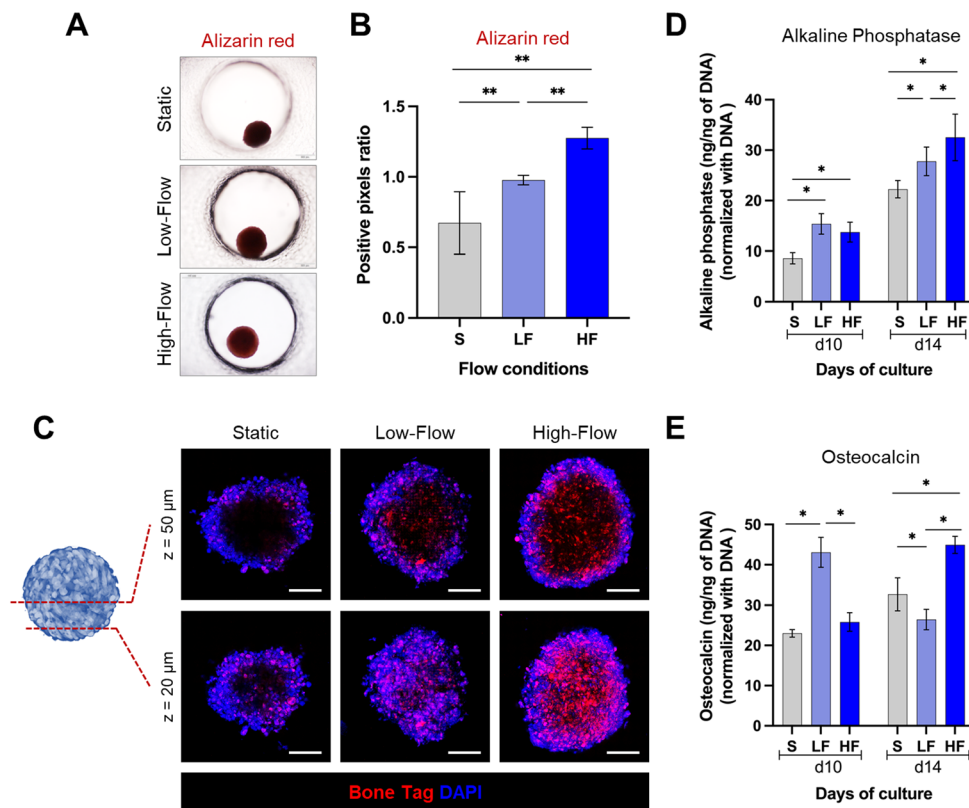 A
Alizarin red
Static
Low-Flow
High-Flow
B
Alizarin red
**
**
**
Positive pixels ratio
1.5
1.0
0.5
0.0
S LF HF
Flow conditions
D
Alkaline Phosphatase
*
*
*
*
*
Alkaline phosphatse (ng/ng of DNA)
(normalized with DNA)
40
30
20
10
0
S LF HF S LF HF
d10 d14
Days of culture
C
Static Low-Flow High-Flow
z = 50 µm
z = 20 µm
Bone Tag DAPI
E
Osteocalcin
*
*
*
*
*
Osteocalcin (ng/ng of DNA)
(normalized with DNA )
50
40
30
20
10
0
S LF HF S LF HF
d10 d14
Days of culture